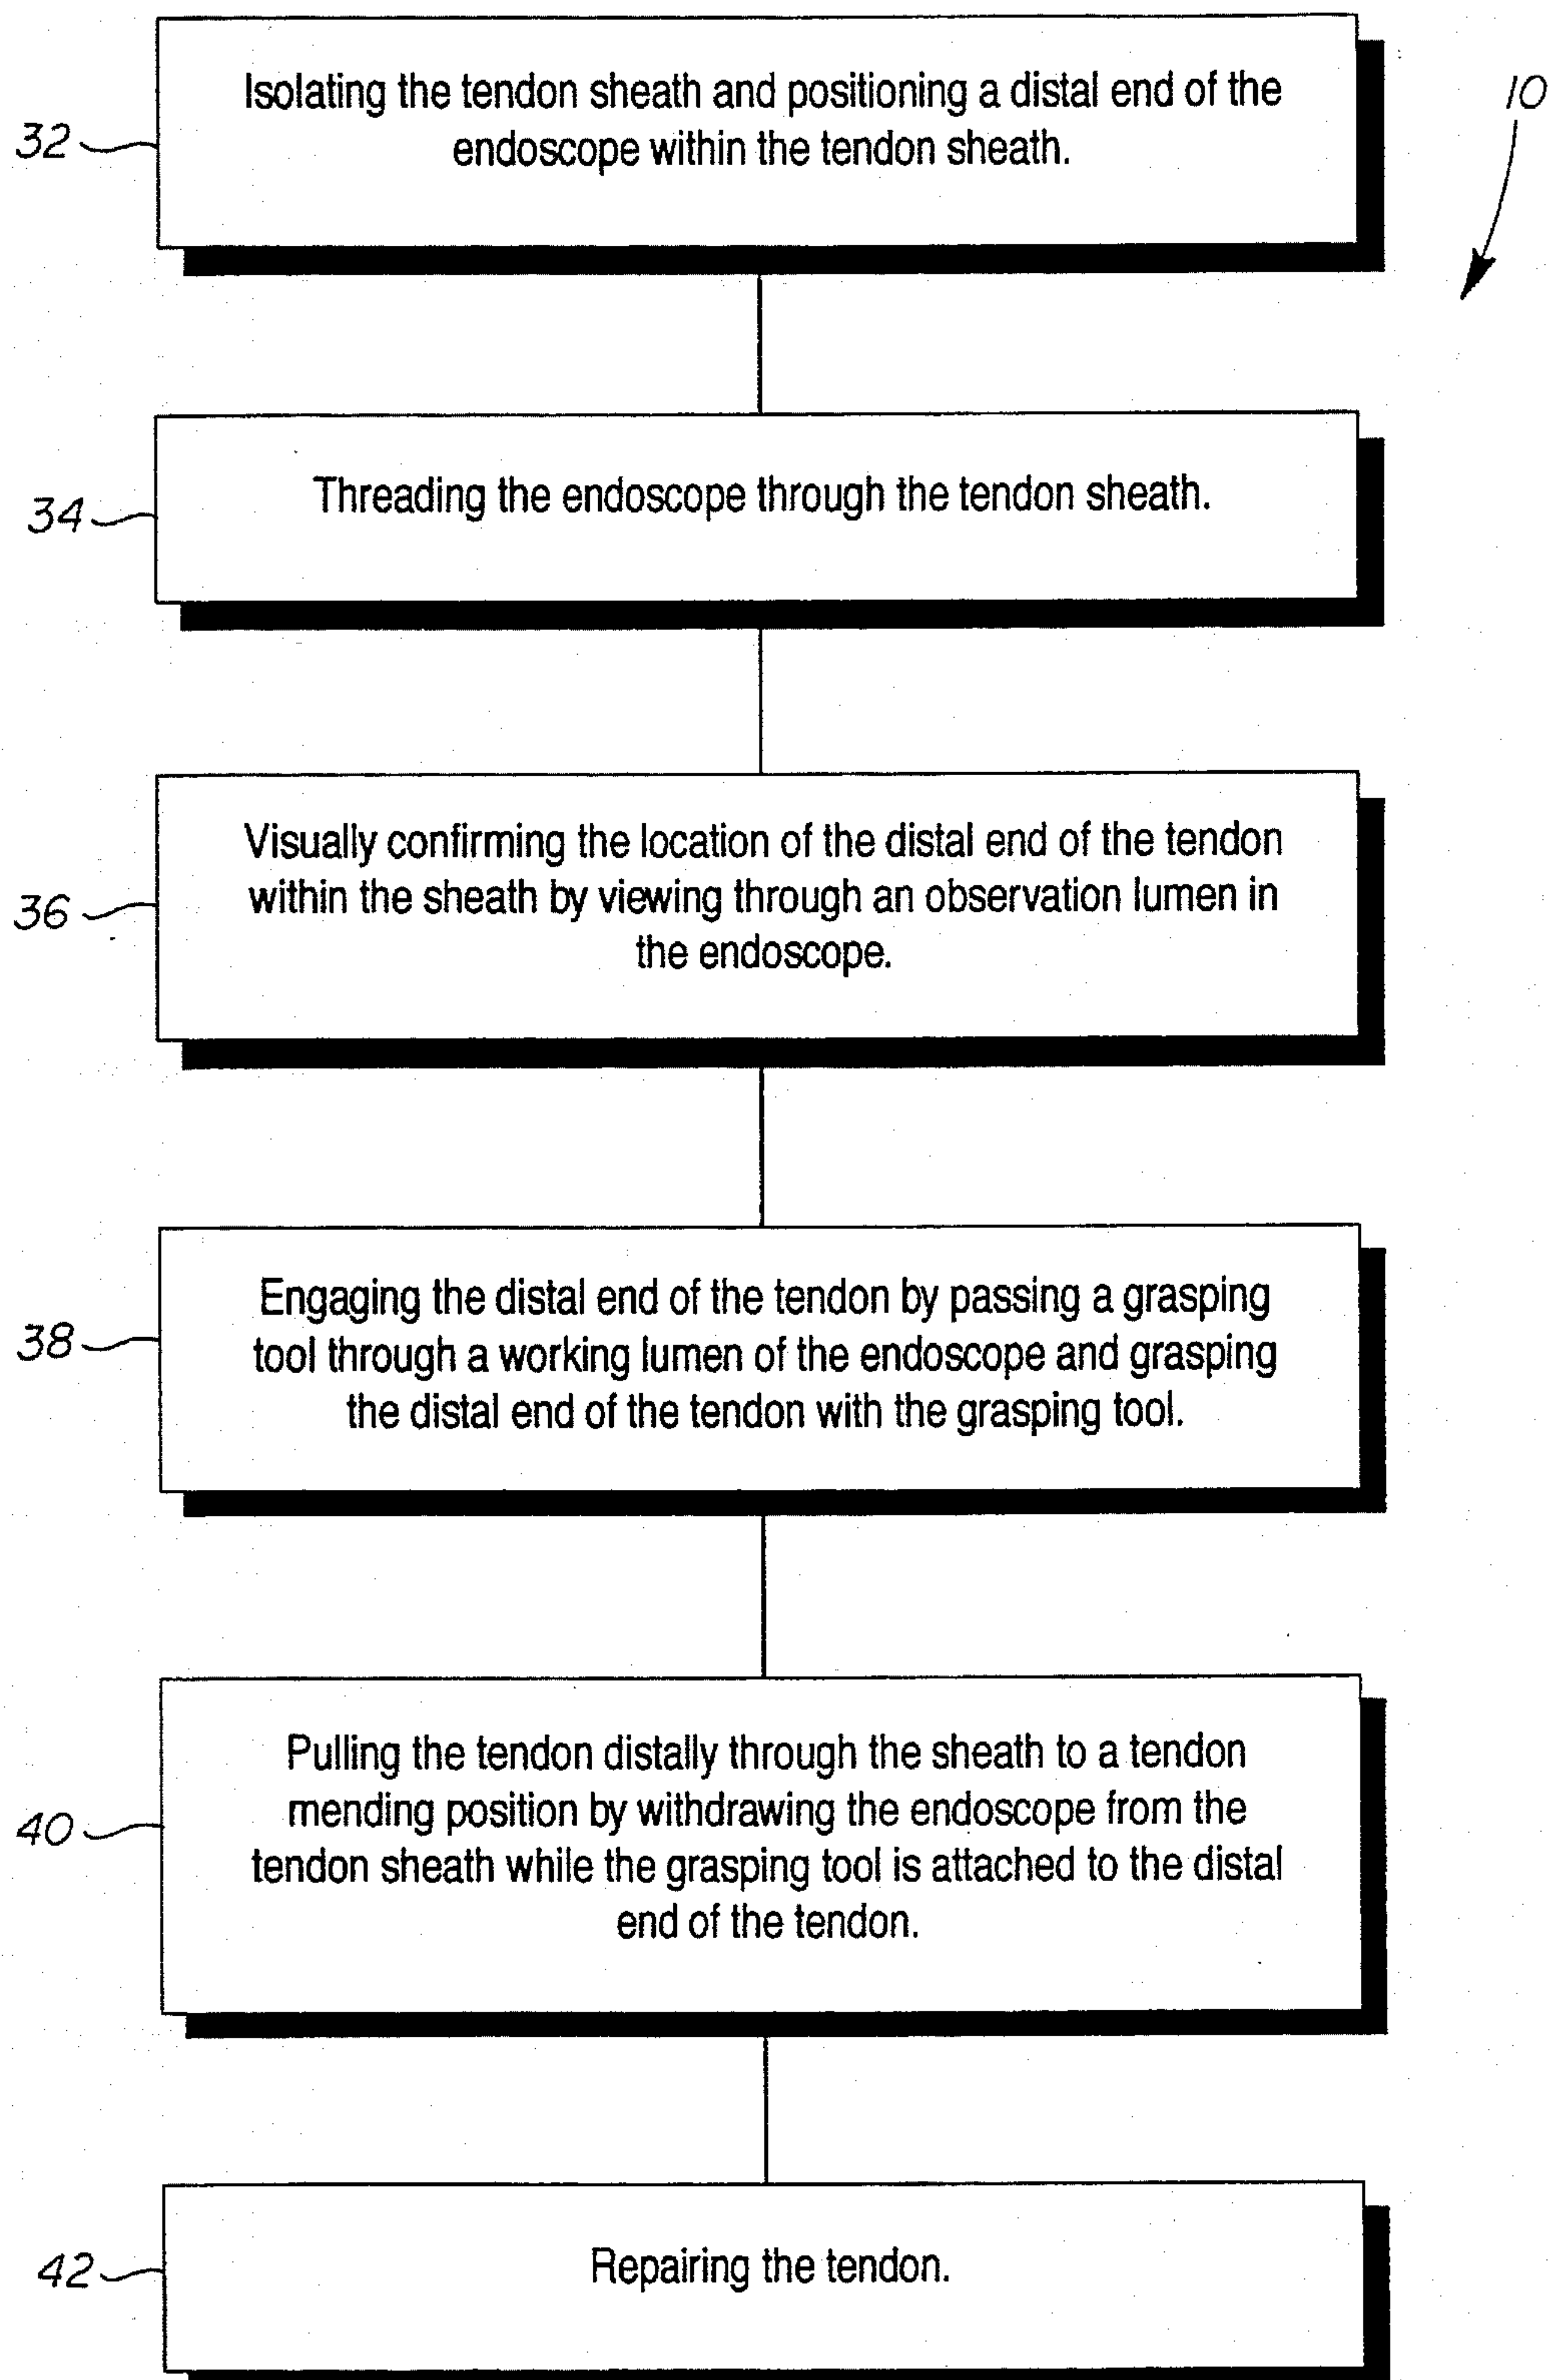 10
32
Isolating the tendon sheath and positioning a distal end of the
endoscope within the tendon sheath.
34
Threading the endoscope through the tendon sheath.
36
Visually confirming the location of the distal end of the tendon
within the sheath by viewing through an observation lumen in
the endoscope.
38
Engaging the distal end of the tendon by passing a grasping
tool through a working lumen of the endoscope and grasping
the distal end of the tendon with the grasping tool.
40
Pulling the tendon distally through the sheath to a tendon
mending position by withdrawing the endoscope from the
tendon sheath while the grasping tool is attached to the distal
end of the tendon.
42
Repairing the tendon.